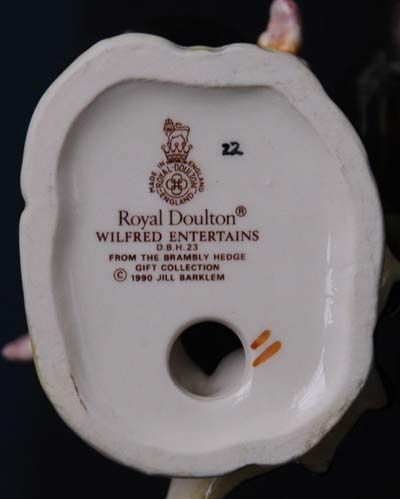 22
MADE IN ENGLAND
ROYAL·DOULTON
ENGLAND
Royal Doulton®
WILFRED ENTERTAINS
D.B.H.23
FROM THE BRAMBLY HEDGE
GIFT COLLECTION
© 1990 JILL BARKLEM